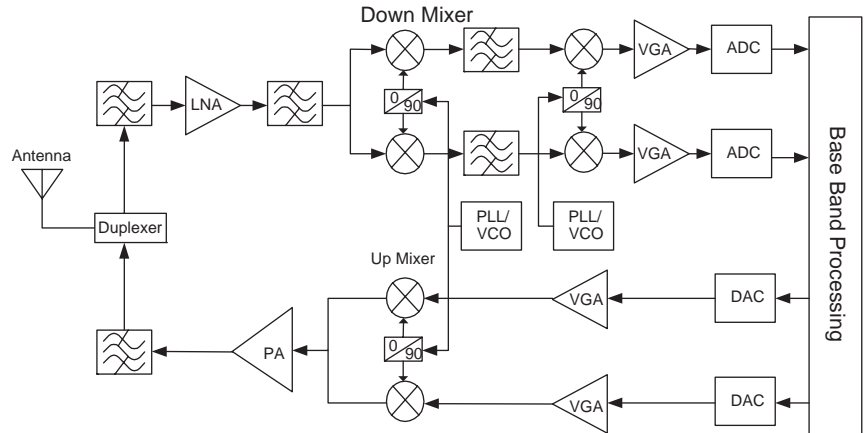 Down Mixer
VGA
ADC
LNA
0
90
0
90
Antenna
VGA
ADC
Duplexer
PLL/
VCO
PLL/
VCO
Up Mixer
VGA
DAC
PA
0
90
VGA
DAC
Base Band Processing